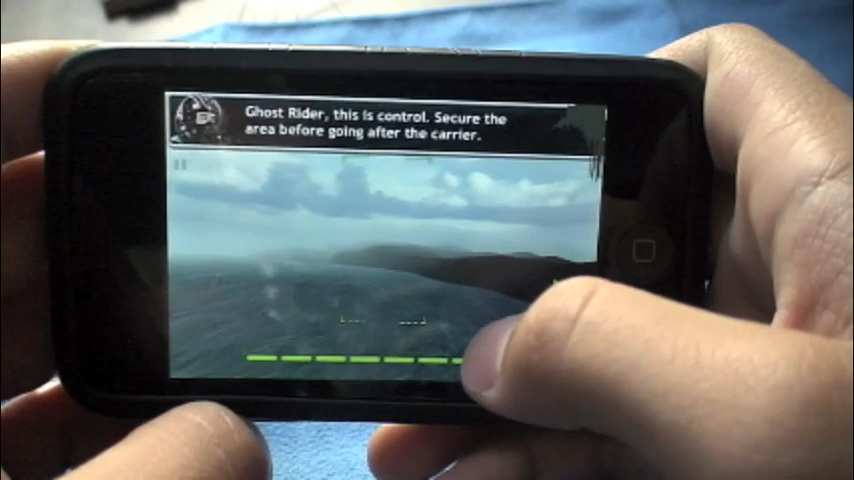 Ghost Rider, this is control. Secure the
area before going after the carrier.